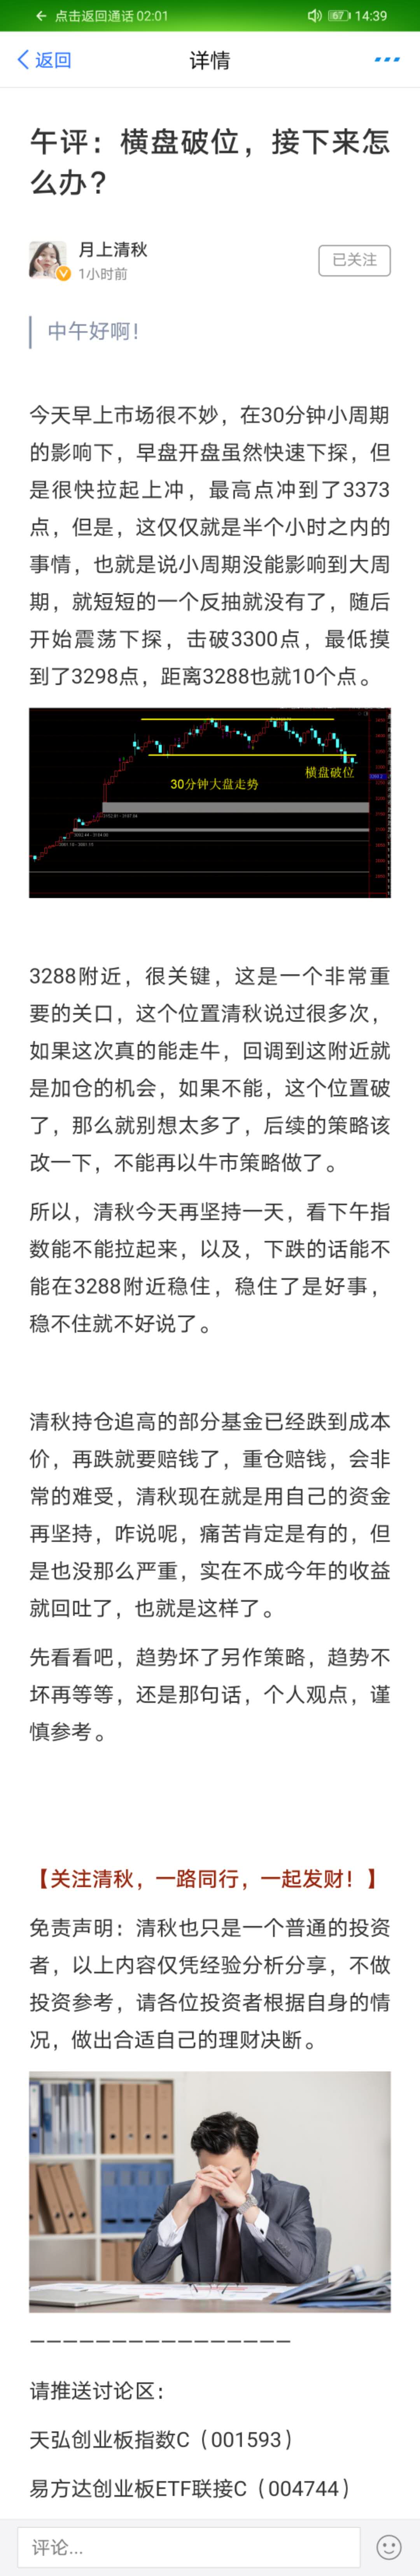 ← 点击返回通话 02:01 67 14:39
返回 详情
午评：横盘破位，接下来怎
么办？
月上清秋
已关注
1小时前
中午好啊！
今天早上市场很不妙，在30分钟小周期
的影响下，早盘开盘虽然快速下探，但
是很快拉起上冲，最高点冲到了3373
点，但是，这仅仅就是半个小时之内的
事情，也就是说小周期没能影响到大周
期，就短短的一个反抽就没有了，随后
开始震荡下探，击破3300点，最低摸
到了3298点，距离3288也就10个点。
横盘破位
30分钟大盘走势
3288附近，很关键，这是一个非常重
要的关口，这个位置清秋说过很多次，
如果这次真的能走牛，回调到这附近就
是加仓的机会，如果不能，这个位置破
了，那么就别想太多了，后续的策略该
改一下，不能再以牛市策略做了。
所以，清秋今天再坚持一天，看下午指
数能不能拉起来，以及，下跌的话能不
能在3288附近稳住，稳住了是好事，
稳不住就不好说了。
清秋持仓追高的部分基金已经跌到成本
价，再跌就要赔钱了，重仓赔钱，会非
常的难受，清秋现在就是用自己的资金
再坚持，咋说呢，痛苦肯定是有的，但
是也没那么严重，实在不成今年的收益
就回吐了，也就是这样了。
先看看吧，趋势坏了另作策略，趋势不
坏再等等，还是那句话，个人观点，谨
慎参考。
【关注清秋，一路同行，一起发财！】
免责声明：清秋也只是一个普通的投资
者，以上内容仅凭经验分析分享，不做
投资参考，请各位投资者根据自身的情
况，做出合适自己的理财决断。
————————————————
请推送讨论区：
天弘创业板指数C（001593）
易方达创业板ETF联接C（004744）
评论...